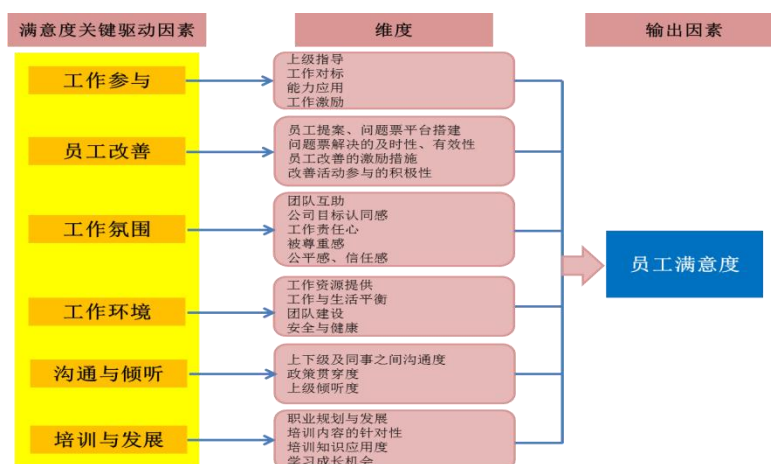 满意度关键驱动因素
维度
输出因素
工作参与
上级指导
工作对标
能力应用
工作激励
员工改善
员工提案、问题票平台搭建
问题票解决的及时性、有效性
员工改善的激励措施
改善活动参与的积极性
工作氛围
团队互助
公司目标认同感
工作责任心
被尊重感
公平感、信任感
员工满意度
工作环境
工作资源提供
工作与生活平衡
团队建设
安全与健康
沟通与倾听
上下级及同事之间沟通度
政策贯穿度
上级倾听度
培训与发展
职业规划与发展
培训内容的针对性
培训知识应用度
学习成长机会